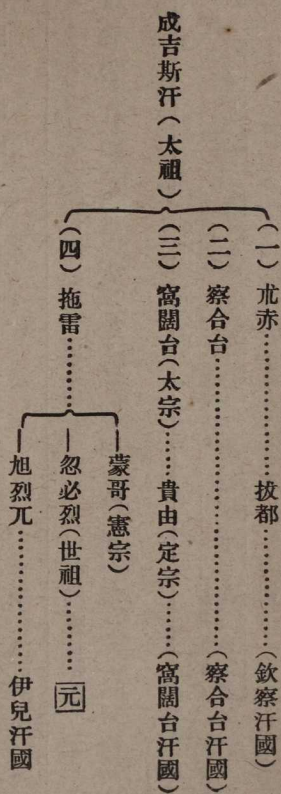 成吉斯汗（太祖）
（一）朮赤…………………拔都…………（欽察汗國）
（二）察合台……………………………………（察合台汗國）
（三）窩闊台（太宗）……貴由（定宗）……（窩闊台汗國）
（四）拖雷…………
蒙哥（憲宗）
忽必烈（世祖）………元
旭烈兀…………………伊兒汗國